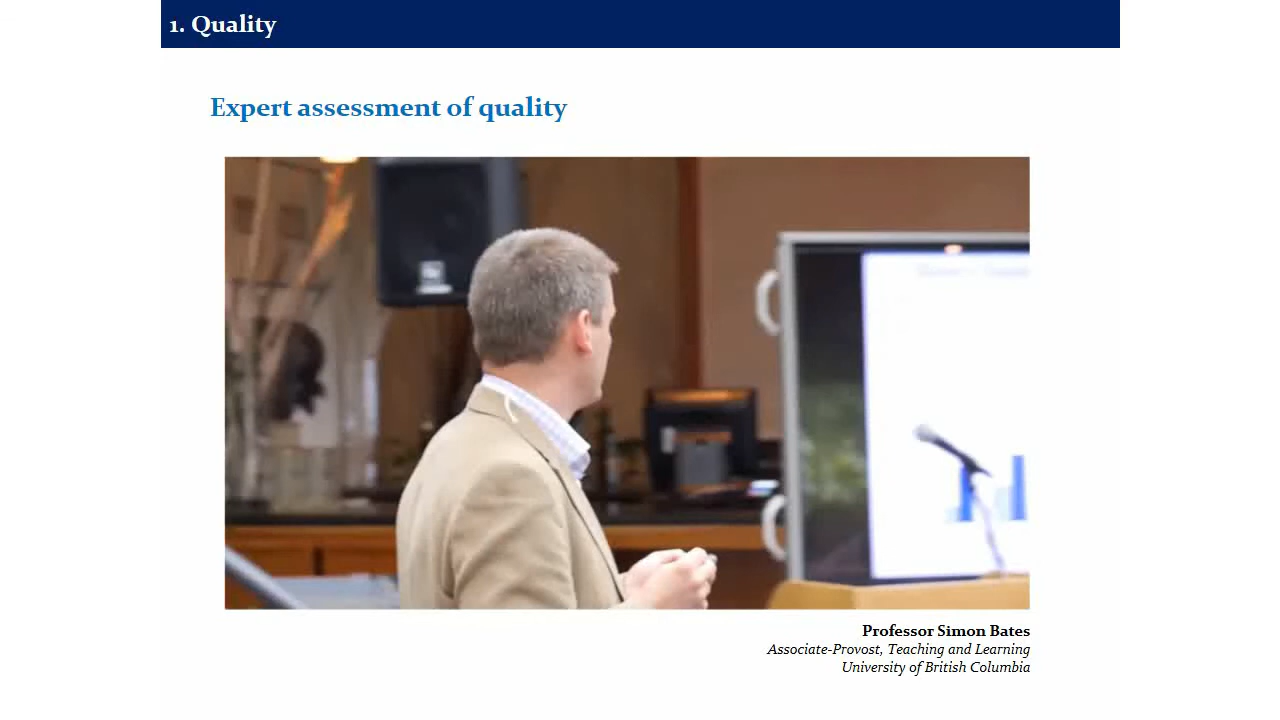 1. Quality
Expert assessment of quality
Professor Simon Bates
Associate-Provost, Teaching and Learning
University of British Columbia